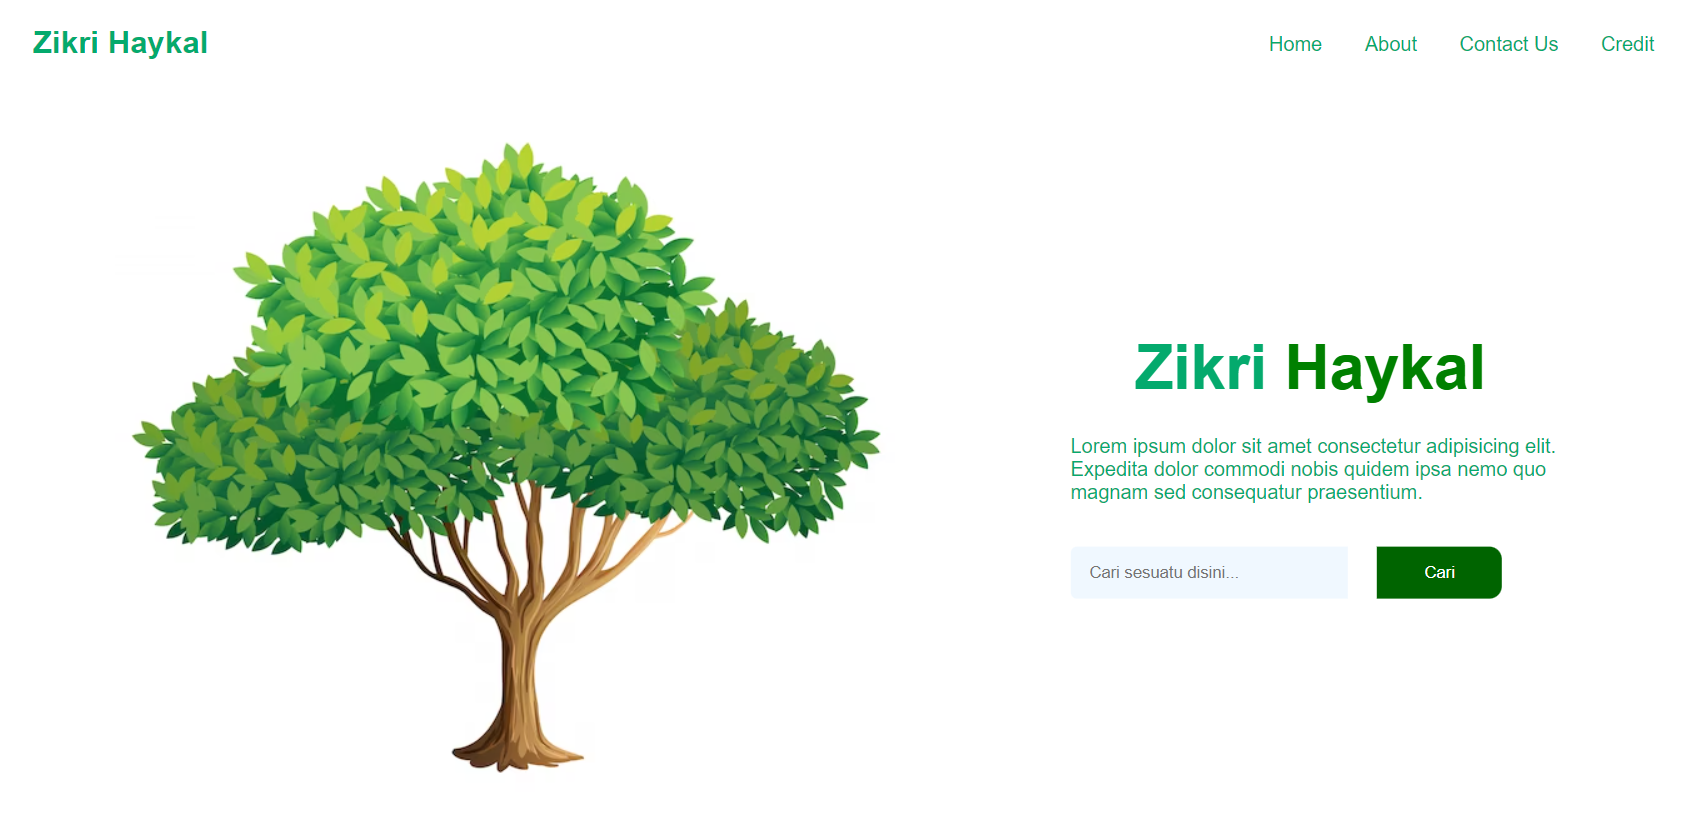 Zikri Haykal
Home About Contact Us Credit
Zikri Haykal
Lorem ipsum dolor sit amet consectetur adipisicing elit.
Expedita dolor commodi nobis quidem ipsa nemo quo
magnam sed consequatur praesentium.
Cari sesuatu disini... Cari